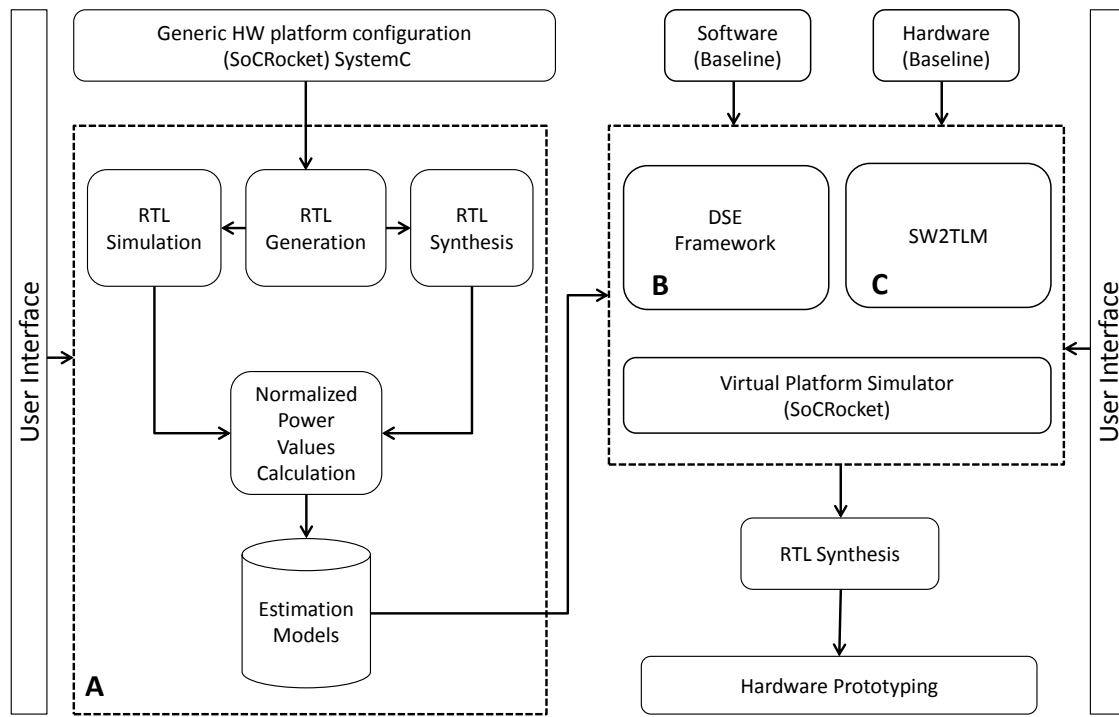 User Interface
Generic HW platform configuration
(SoCRocket) SystemC
RTL
Simulation
RTL
Generation
RTL
Synthesis
Normalized
Power
Values
Calculation
Estimation
Models
A
Software
(Baseline)
Hardware
(Baseline)
DSE
Framework
B
SW2TLM
C
Virtual Platform Simulator
(SoCRocket)
RTL Synthesis
Hardware Prototyping
User Interface